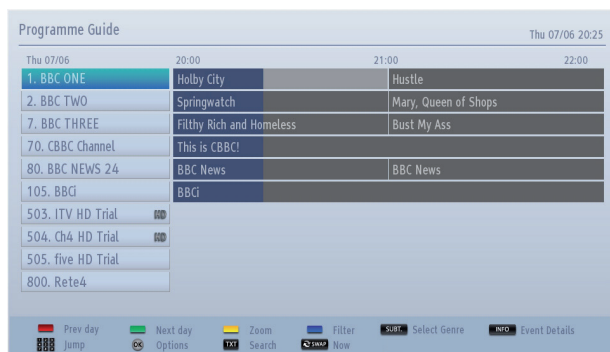 Programme Guide
Thu 07/06 20:25
Thu 07/06 20:00 21:00 22:00
1. BBC ONE Holby City Hustle
2. BBC TWO Springwatch Mary, Queen of Shops
7. BBC THREE Filthy Rich and Homeless Bust My Ass
70. CBBC Channel This is CBBC!
80. BBC NEWS 24 BBC News BBC News
105. BBCi BBCi
503. ITV HD Trial
504. Ch4 HD Trial
505. five HD Trial
800. Rete4
Prev day Next day Zoom Filter SUBT. Select Genre INFO Event Details
Jump OK Options TXT Search SWAP Now